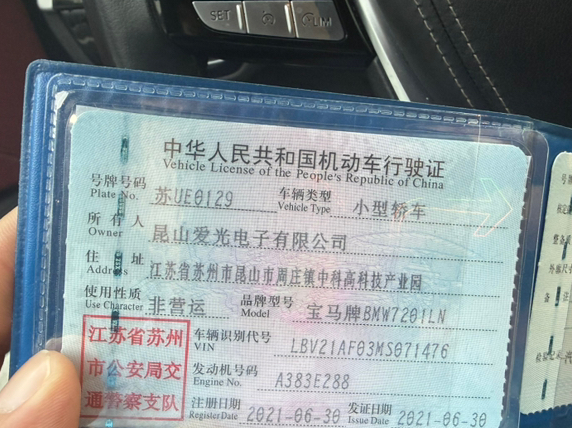 SET
LIM
中华人民共和国机动车行驶证
Vehicle License of the People's Republic of China
号牌号码 苏UE0129 车辆类型 小型轿车
Plate No. Vehicle Type
所有人 昆山爱光电子有限公司
Owner
住址 江苏省苏州市昆山市周庄镇中科高科技产业园
Address
使用性质 非营运 品牌型号 宝马牌BMW7201LN
Use Character Model
江苏省苏州
市公安局交
通警察支队
车辆识别代号 LBV21AF03MS071476
VIN
发动机号码 A383E288
Engine No.
注册日期 2021-06-30 发证日期 2021-06-30
Register Date Issue Date